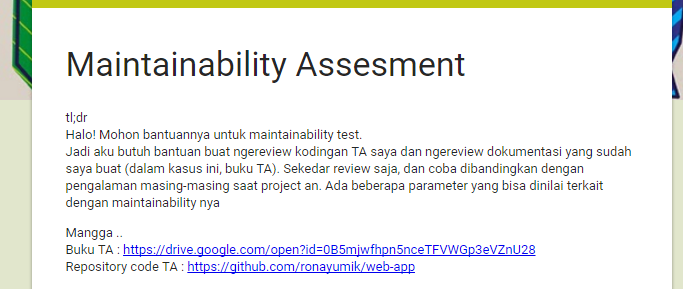 Maintainability Assesment
tl;dr
Halo! Mohon bantuannya untuk maintainability test.
Jadi aku butuh bantuan buat ngereview kodingan TA saya dan ngereview dokumentasi yang sudah
saya buat (dalam kasus ini, buku TA). Sekedar review saja, dan coba dibandingkan dengan
pengalaman masing-masing saat project an. Ada beberapa parameter yang bisa dinilai terkait
dengan maintainability nya
Mangga ..
Buku TA : https://drive.google.com/open?id=0B5mjwfhpn5nceTFVWGp3eVZnU28
Repository code TA : https://github.com/ronayumik/web-app